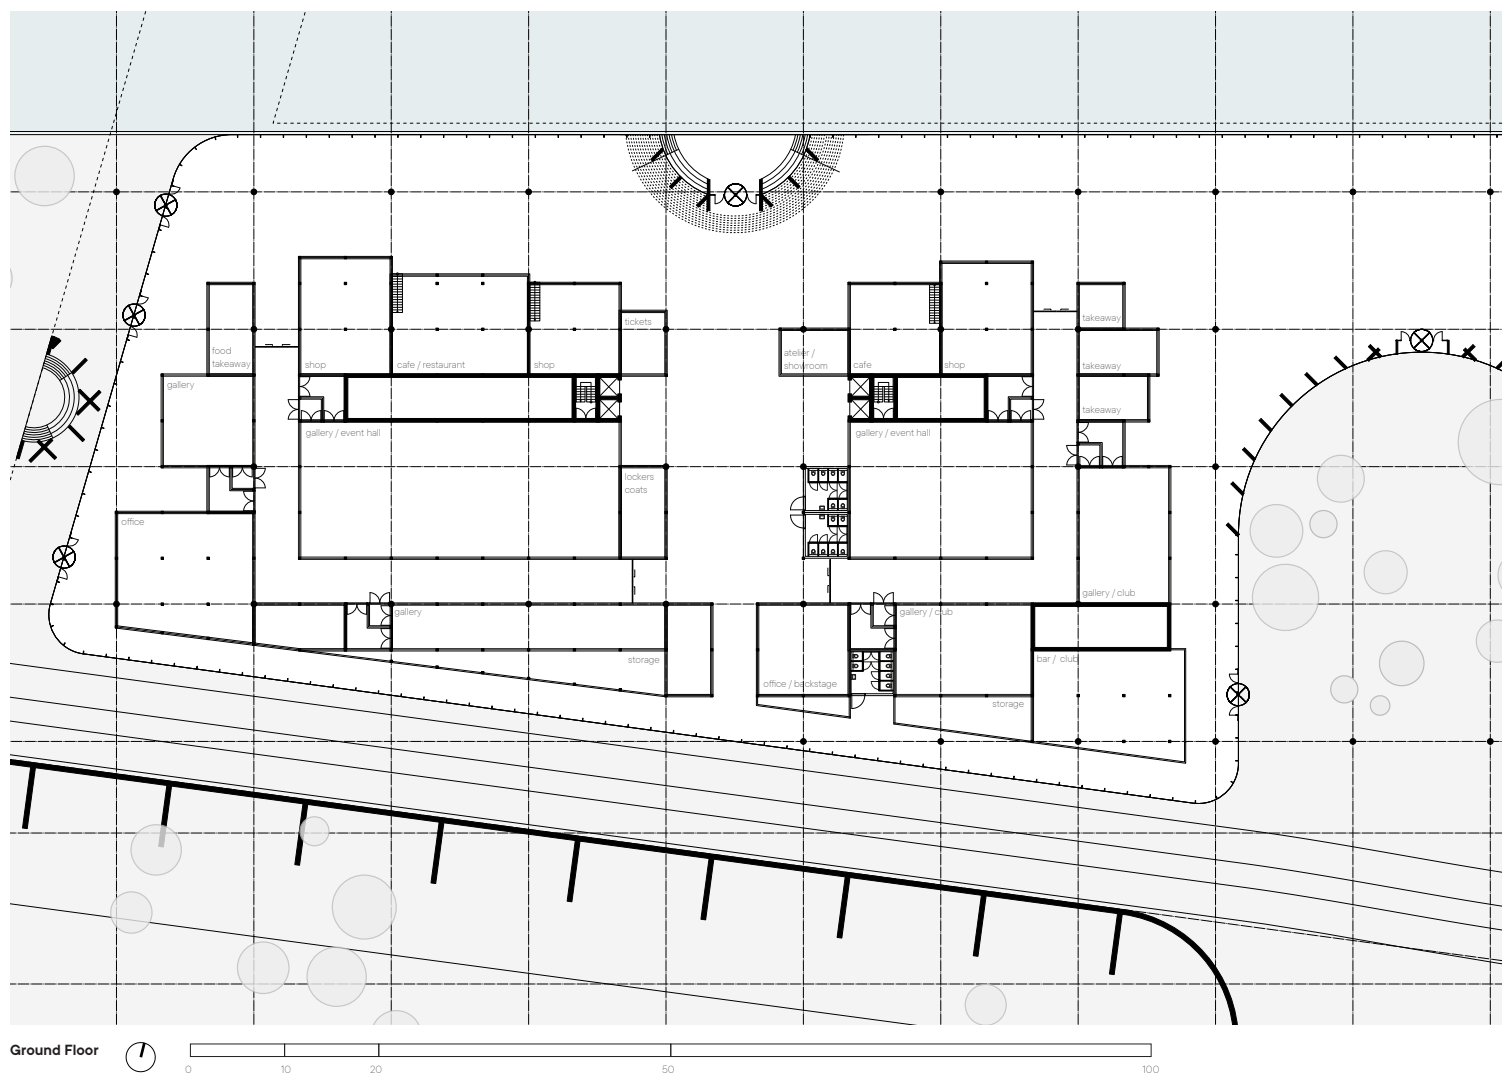 tickets
takeaway
food
takeaway
shop
cafe / restaurant
shop
atelier /
showroom
cafe
shop
takeaway
gallery
takeaway
gallery / event hall
gallery / event hall
lockers
coats
office
gallery / club
gallery
gallery / club
storage
bar / club
office / backstage
storage
Ground Floor
0
10
20
50
100